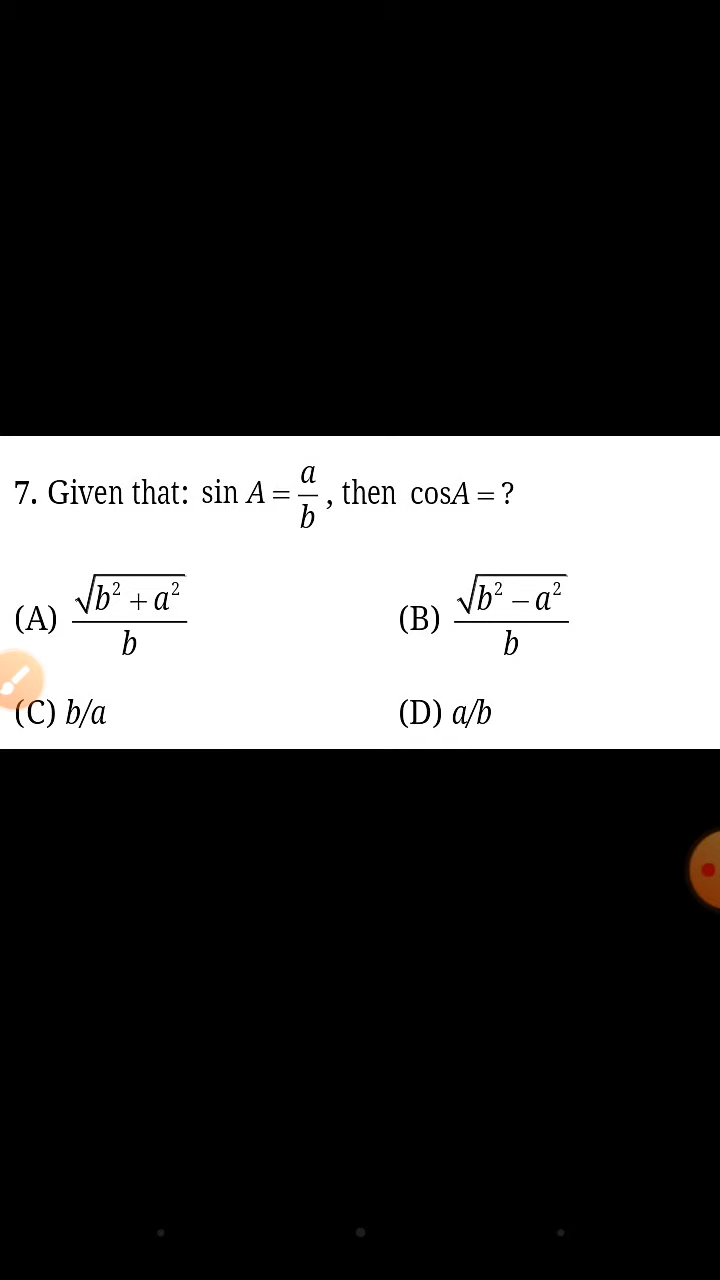 7. Given that: sin A = a/b, then cosA = ?
(A) √(b² + a²)/b (B) √(b² − a²)/b
(C) b/a (D) a/b